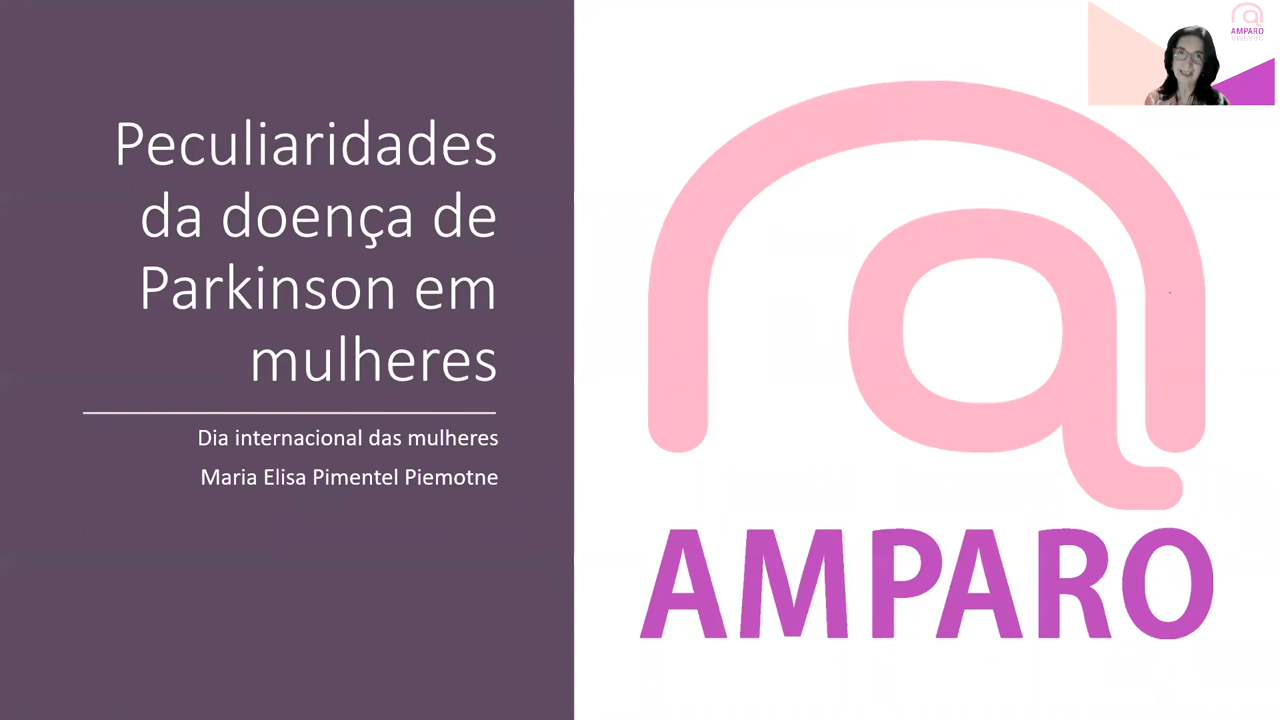 Peculiaridades
da doença de
Parkinson em
mulheres
Dia internacional das mulheres
Maria Elisa Pimentel Piemotne
AMPARO
AMPARO